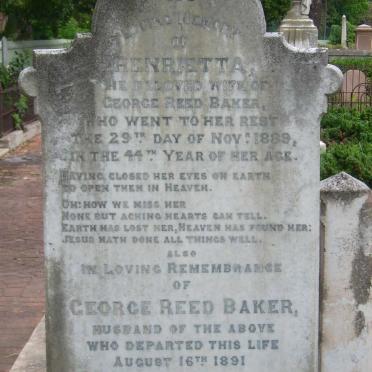 IN LOVING MEMORY
OF
HENRIETTA,
THE BELOVED WIFE OF
GEORGE REED BAKER,
WHO WENT TO HER REST
THE 29TH DAY OF NOVR. 1889,
IN THE 44TH YEAR OF HER AGE.
HAVING, CLOSED HER EYES ON EARTH
TO OPEN THEN IN HEAVEN.
OH! HOW WE MISS HER
NONE BUT ACHING HEARTS CAN TELL.
EARTH HAS LOST HER, HEAVEN HAS FOUND HER;
JESUS HATH DONE ALL THINGS WELL.
ALSO
IN LOVING REMEMBRANCE
OF
GEORGE REED BAKER,
HUSBAND OF THE ABOVE
WHO DEPARTED THIS LIFE
AUGUST 16TH 1891